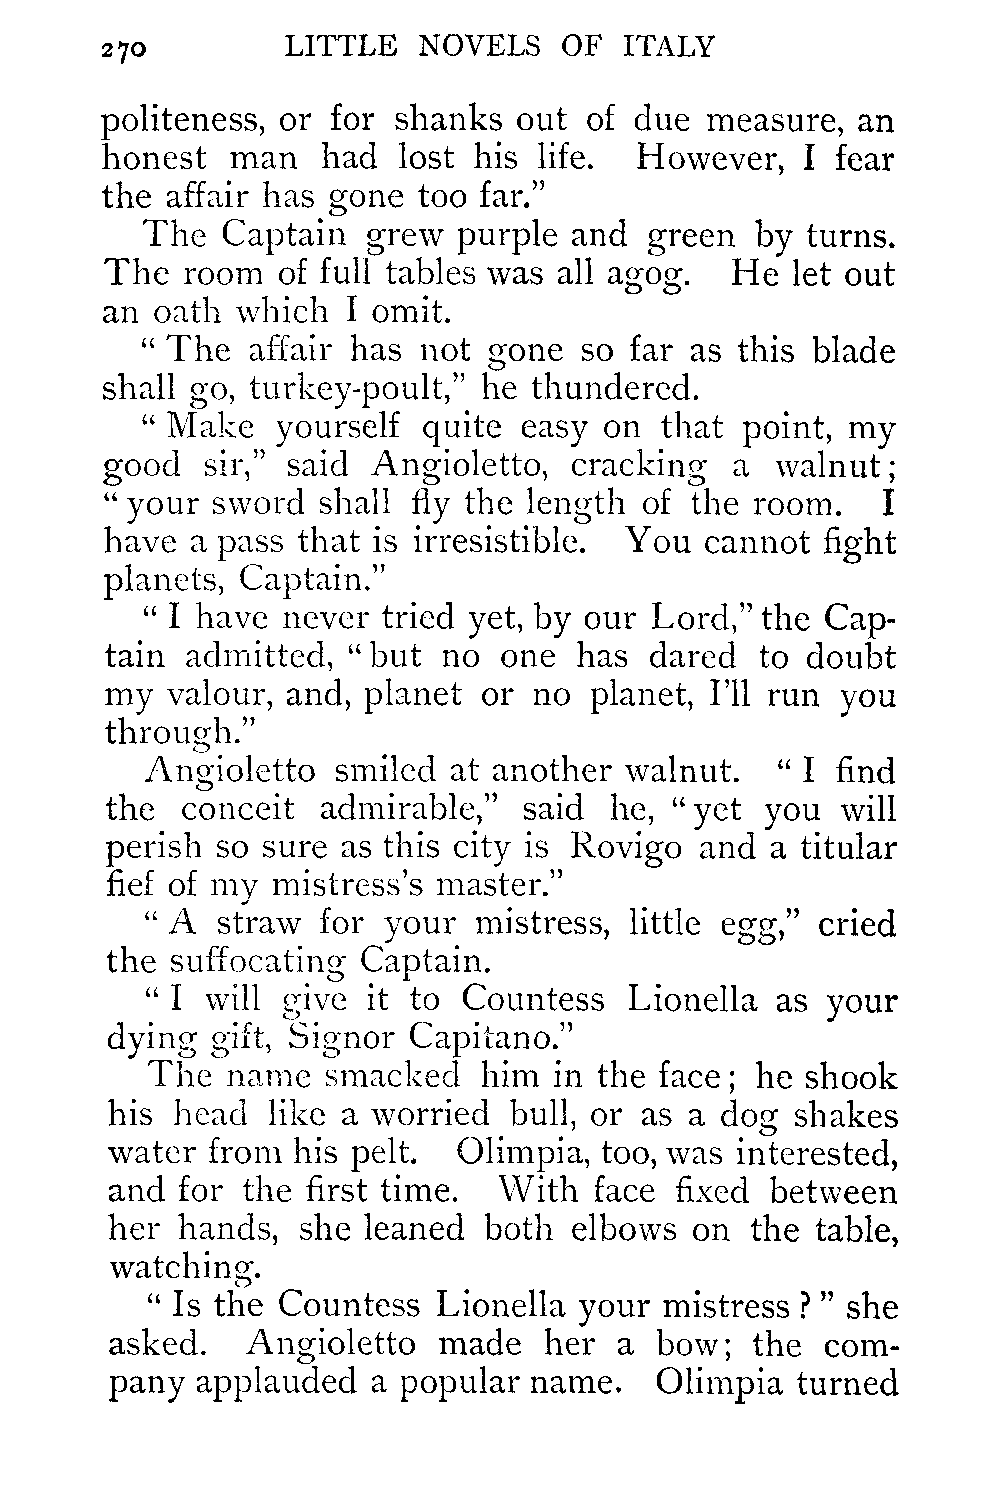 270 LITTLE NOVELS OF ITALY
politeness, or for shanks out of due measure, an
honest man had lost his life. However, I fear
the affair has gone too far.”
The Captain grew purple and green by turns.
The room of full tables was all agog. He let out
an oath which I omit.
“ The affair has not gone so far as this blade
shall go, turkey-poult,” he thundered.
“ Make yourself quite easy on that point, my
good sir,” said Angioletto, cracking a walnut;
“ your sword shall fly the length of the room. I
have a pass that is irresistible. You cannot fight
planets, Captain.”
“ I have never tried yet, by our Lord,” the Cap-
tain admitted, “ but no one has dared to doubt
my valour, and, planet or no planet, I’ll run you
through.”
Angioletto smiled at another walnut. “ I find
the conceit admirable,” said he, “ yet you will
perish so sure as this city is Rovigo and a titular
fief of my mistress’s master.”
“ A straw for your mistress, little egg,” cried
the suffocating Captain.
“ I will give it to Countess Lionella as your
dying gift, Signor Capitano.”
The name smacked him in the face; he shook
his head like a worried bull, or as a dog shakes
water from his pelt. Olimpia, too, was interested,
and for the first time. With face fixed between
her hands, she leaned both elbows on the table,
watching.
“ Is the Countess Lionella your mistress ? ” she
asked. Angioletto made her a bow; the com-
pany applauded a popular name. Olimpia turned